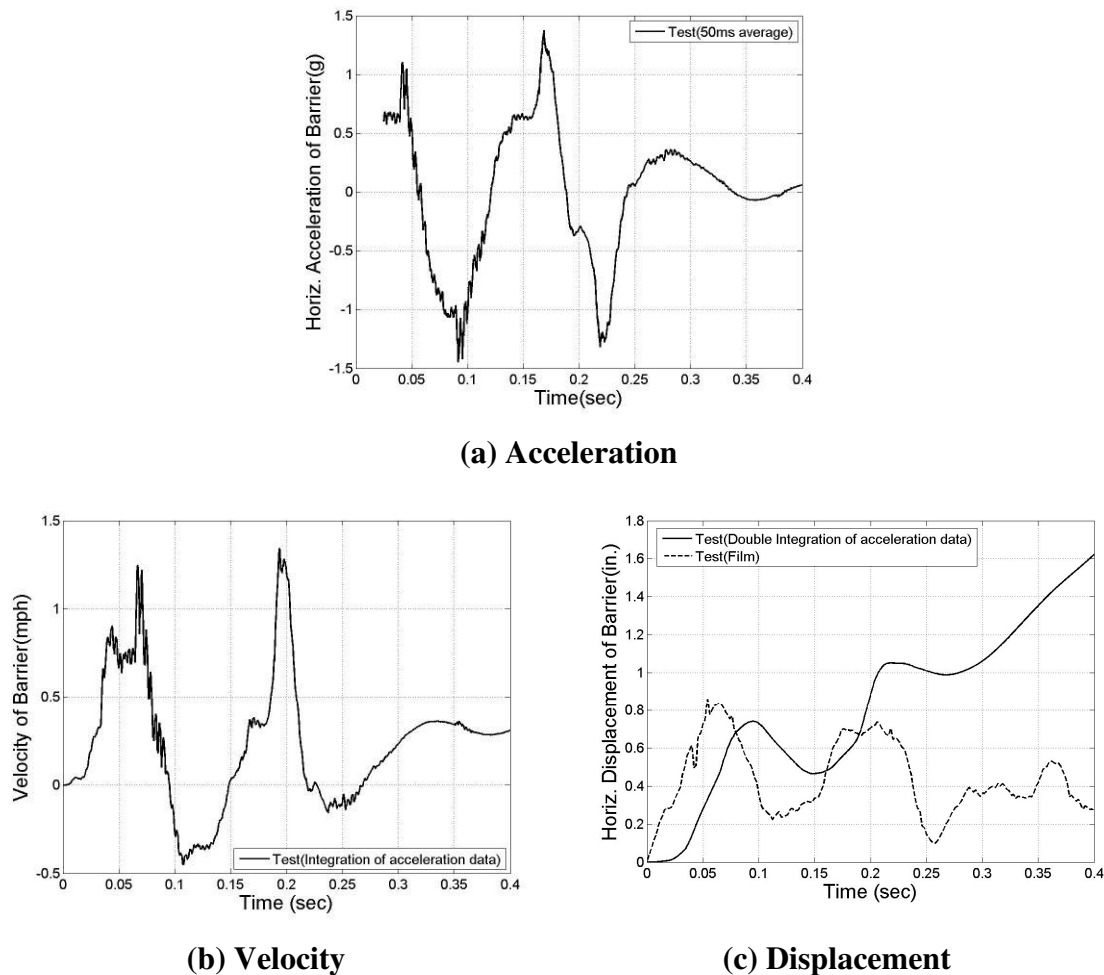 1.5
1
0.5
0
-0.5
-1
-1.5
Horiz. Acceleration of Barrier(g)
Test(50ms average)
0 0.05 0.1 0.15 0.2 0.25 0.3 0.35 0.4
Time(sec)
(a) Acceleration
1.5
1
0.5
0
-0.5
Velocity of Barrier(mph)
Test(Integration of acceleration data)
0 0.05 0.1 0.15 0.2 0.25 0.3 0.35 0.4
Time (sec)
(b) Velocity
1.8
1.6
1.4
1.2
1
0.8
0.6
0.4
0.2
0
Horiz. Displacement of Barrier(in.)
Test(Double Integration of acceleration data)
Test(Film)
0 0.05 0.1 0.15 0.2 0.25 0.3 0.35 0.4
Time (sec)
(c) Displacement